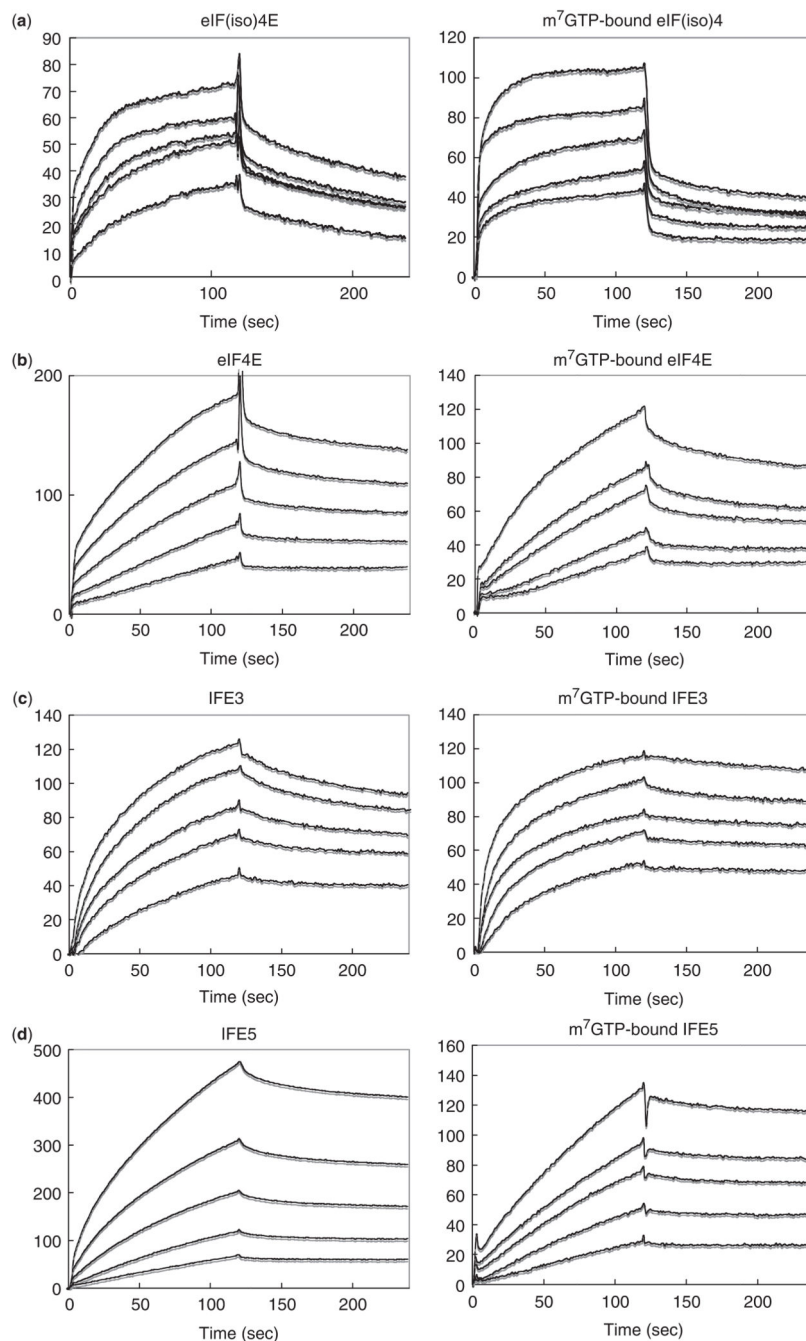 (a) eIF(iso)4E
90
80
70
60
50
40
30
20
10
0
0 50 100 150 200
Time (sec)
m⁷GTP-bound eIF(iso)4
120
100
80
60
40
20
0
0 50 100 150 200
Time (sec)
(b) eIF4E
200
100
0
0 50 100 150 200
Time (sec)
m⁷GTP-bound eIF4E
140
120
100
80
60
40
20
0
0 50 100 150 200
Time (sec)
(c) IFE3
140
120
100
80
60
40
20
0
0 50 100 150 200
Time (sec)
m⁷GTP-bound IFE3
140
120
100
80
60
40
20
0
0 50 100 150 200
Time (sec)
(d) IFE5
500
400
300
200
100
0
0 50 100 150 200
Time (sec)
m⁷GTP-bound IFE5
160
140
120
100
80
60
40
20
0
0 50 100 150 200
Time (sec)